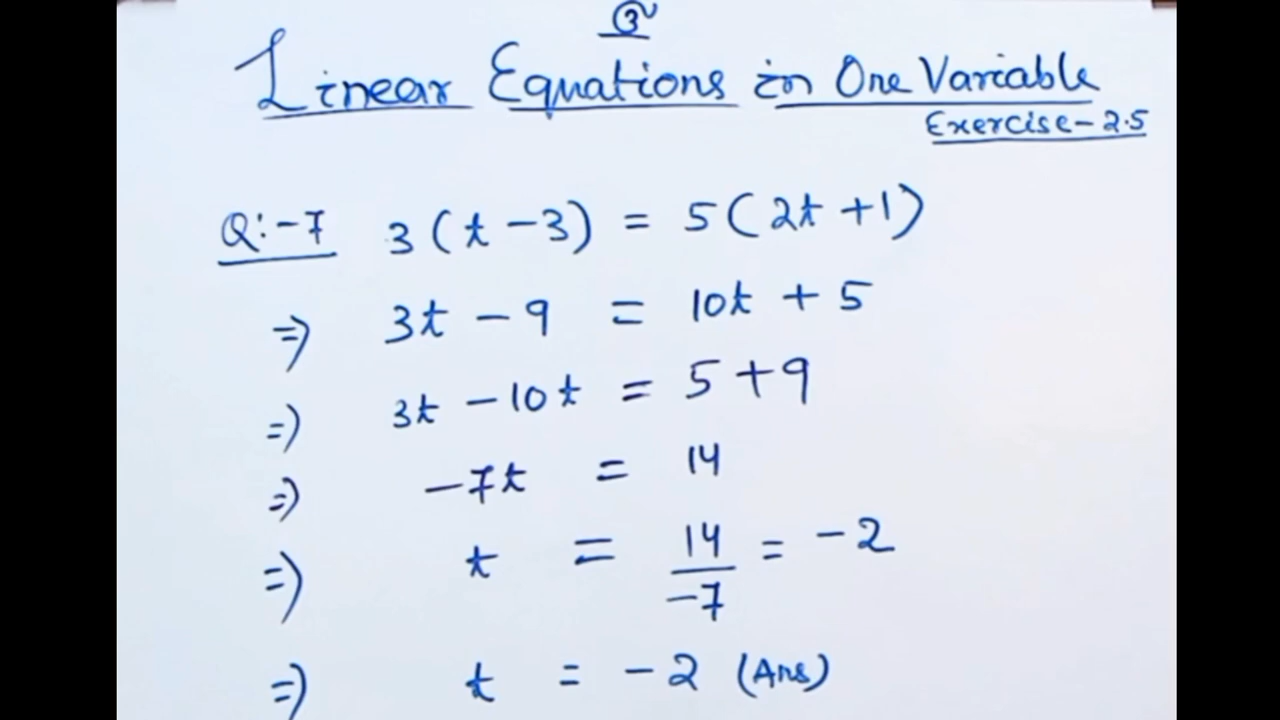 3
Linear Equations in One Variable
Exercise-2.5
Q:-7 3(t-3) = 5(2t+1)
=> 3t - 9 = 10t + 5
=> 3t - 10t = 5+9
=> -7t = 14
=> t = 14/-7 = -2
=> t = -2 (Ans)